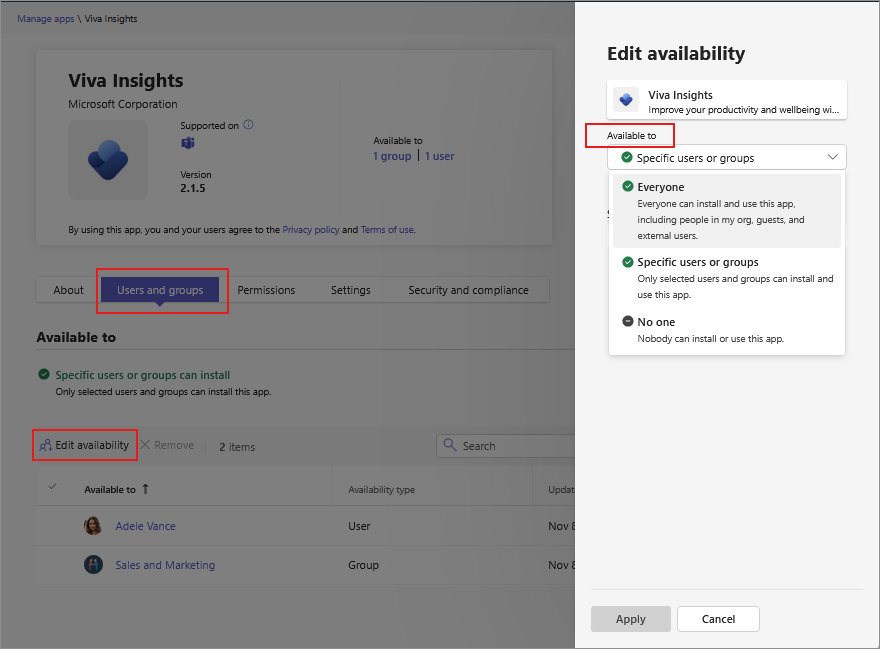 Manage apps \ Viva Insights
Viva Insights
Microsoft Corporation
Supported on
Version
2.1.5
Available to
1 group | 1 user
By using this app, you and your users agree to the Privacy policy and Terms of use.
About
Users and groups
Permissions
Settings
Security and compliance
Available to
Specific users or groups can install
Only selected users and groups can install this app.
Edit availability
Remove
2 items
Search
Available to ↑
Availability type
Adele Vance
User
Nov
Sales and Marketing
Group
Nov
Edit availability
Viva Insights
Improve your productivity and wellbeing wi...
Available to
Specific users or groups
Everyone
Everyone can install and use this app,
including people in my org, guests, and
external users.
Specific users or groups
Only selected users and groups can install and
use this app.
No one
Nobody can install or use this app.
Apply
Cancel